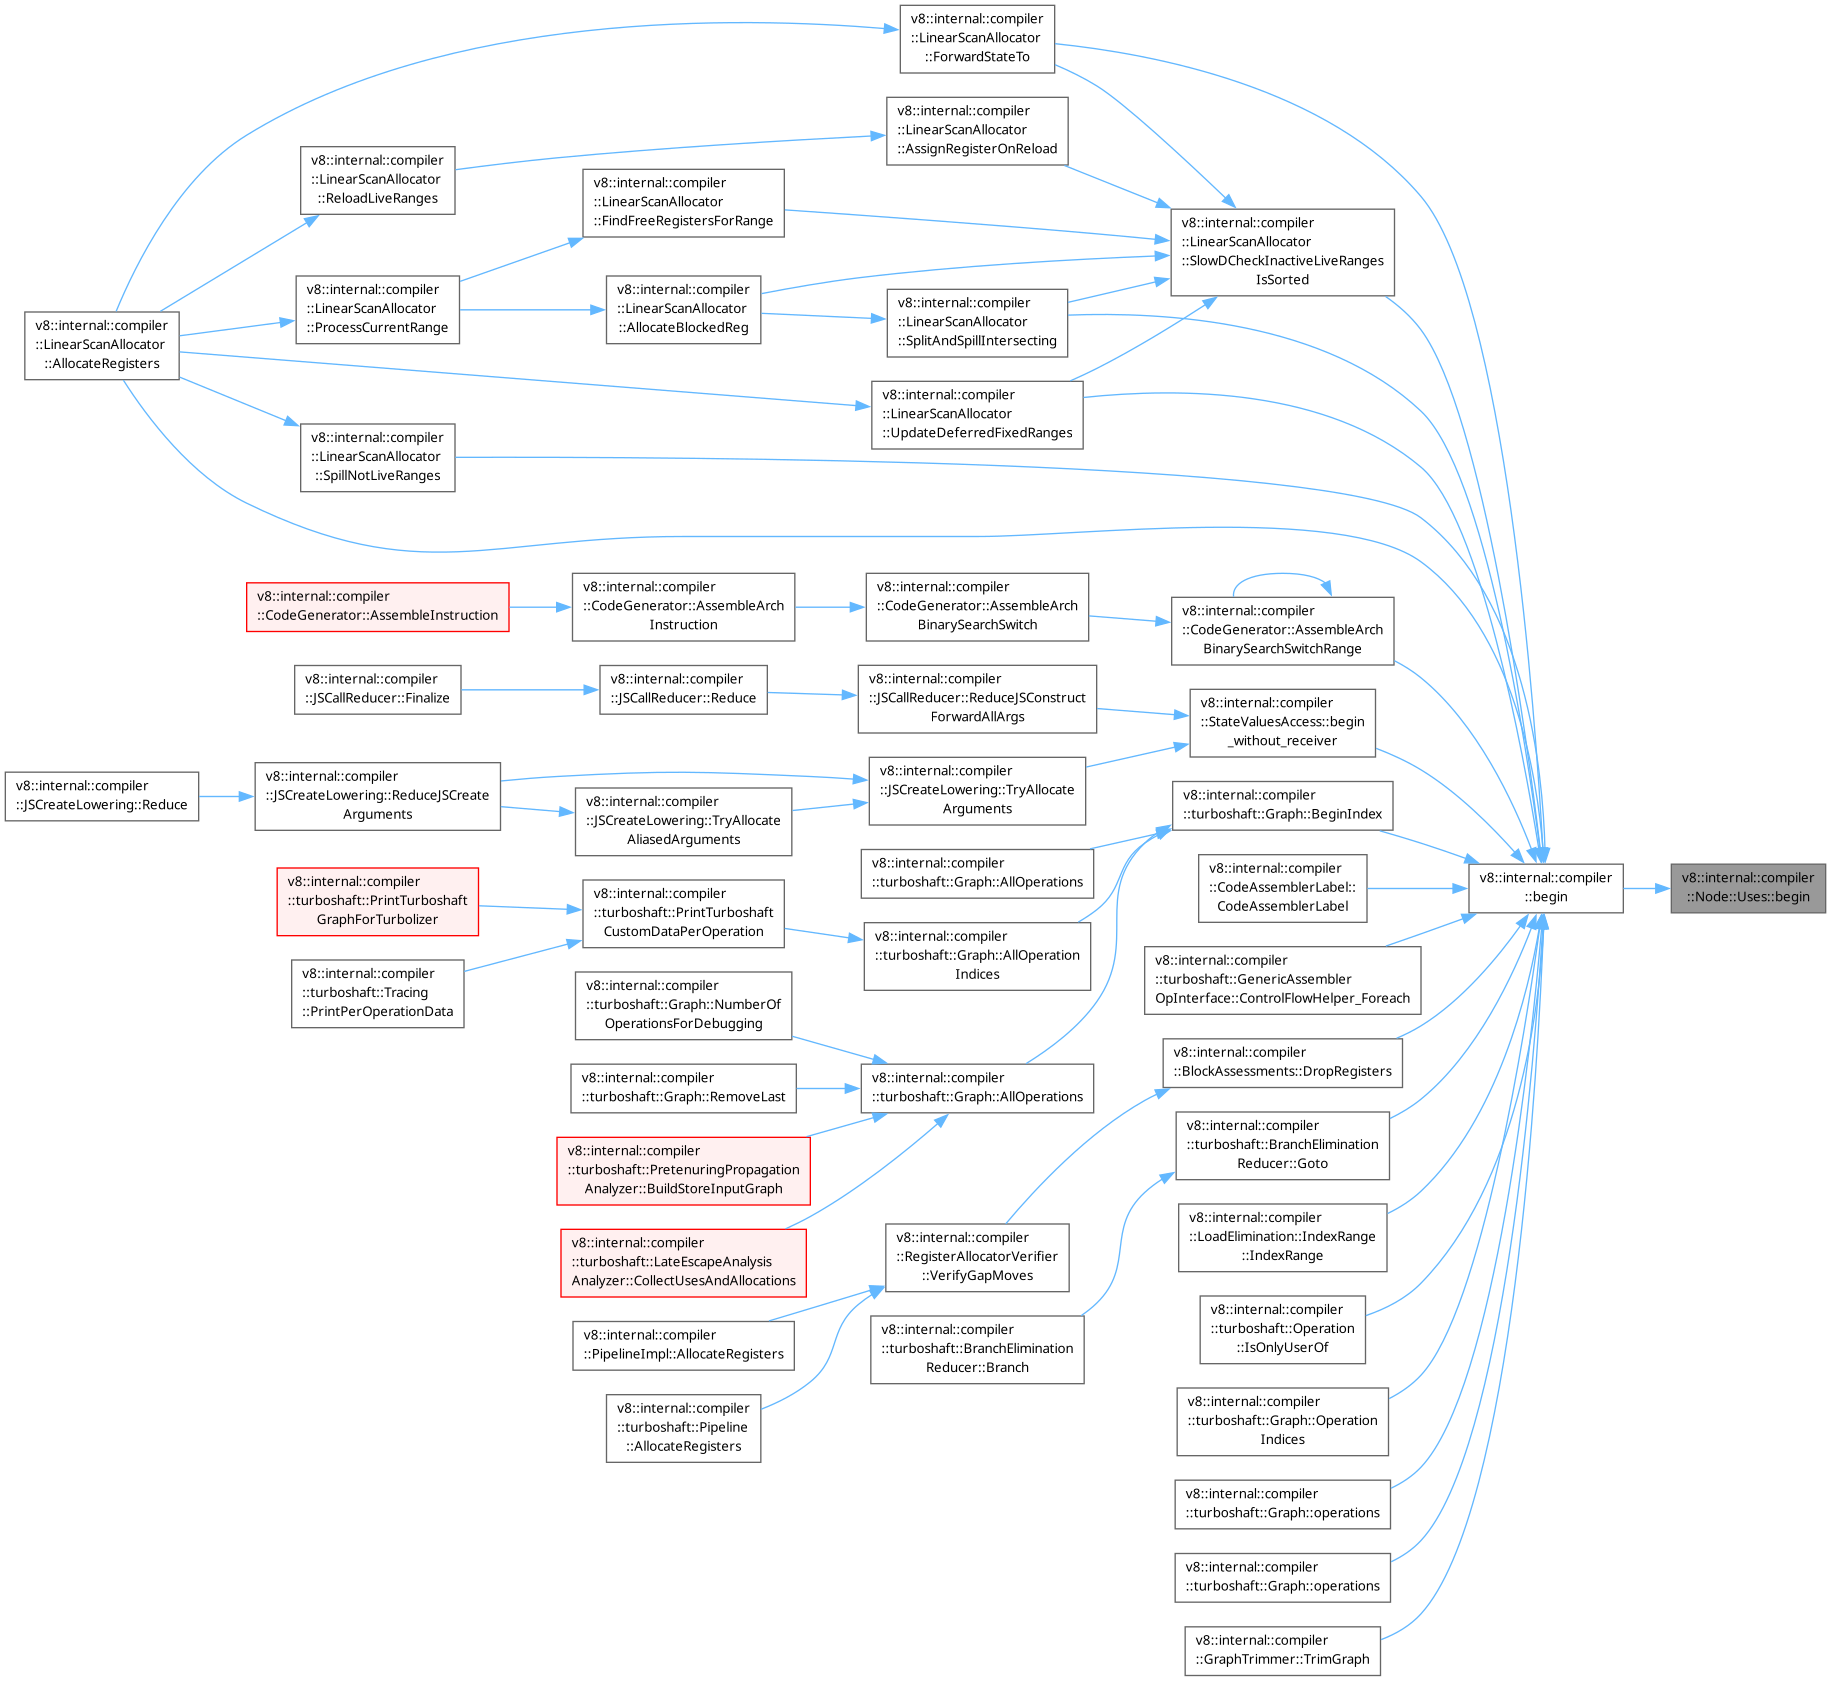 v8::internal::compiler
::LinearScanAllocator
::ForwardStateTo
v8::internal::compiler
::LinearScanAllocator
::AssignRegisterOnReload
v8::internal::compiler
::LinearScanAllocator
::ReloadLiveRanges
v8::internal::compiler
::LinearScanAllocator
::FindFreeRegistersForRange
v8::internal::compiler
::LinearScanAllocator
::SlowDCheckInactiveLiveRanges
IsSorted
v8::internal::compiler
::LinearScanAllocator
::ProcessCurrentRange
v8::internal::compiler
::LinearScanAllocator
::AllocateBlockedReg
v8::internal::compiler
::LinearScanAllocator
::SplitAndSpillIntersecting
v8::internal::compiler
::LinearScanAllocator
::AllocateRegisters
v8::internal::compiler
::LinearScanAllocator
::UpdateDeferredFixedRanges
v8::internal::compiler
::LinearScanAllocator
::SpillNotLiveRanges
v8::internal::compiler
::CodeGenerator::AssembleInstruction
v8::internal::compiler
::CodeGenerator::AssembleArch
Instruction
v8::internal::compiler
::CodeGenerator::AssembleArch
BinarySearchSwitch
v8::internal::compiler
::CodeGenerator::AssembleArch
BinarySearchSwitchRange
v8::internal::compiler
::JSCallReducer::Finalize
v8::internal::compiler
::JSCallReducer::Reduce
v8::internal::compiler
::JSCallReducer::ReduceJSConstruct
ForwardAllArgs
v8::internal::compiler
::StateValuesAccess::begin
_without_receiver
v8::internal::compiler
::JSCreateLowering::Reduce
v8::internal::compiler
::JSCreateLowering::ReduceJSCreate
Arguments
v8::internal::compiler
::JSCreateLowering::TryAllocate
AliasedArguments
v8::internal::compiler
::JSCreateLowering::TryAllocate
Arguments
v8::internal::compiler
::turboshaft::Graph::BeginIndex
v8::internal::compiler
::turboshaft::Graph::AllOperations
v8::internal::compiler
::CodeAssemblerLabel::
CodeAssemblerLabel
v8::internal::compiler
::begin
v8::internal::compiler
::Node::Uses::begin
v8::internal::compiler
::turboshaft::PrintTurboshaft
GraphForTurbolizer
v8::internal::compiler
::turboshaft::PrintTurboshaft
CustomDataPerOperation
v8::internal::compiler
::turboshaft::Graph::AllOperation
Indices
v8::internal::compiler
::turboshaft::GenericAssembler
OpInterface::ControlFlowHelper_Foreach
v8::internal::compiler
::turboshaft::Tracing
::PrintPerOperationData
v8::internal::compiler
::turboshaft::Graph::NumberOf
OperationsForDebugging
v8::internal::compiler
::turboshaft::Graph::RemoveLast
v8::internal::compiler
::turboshaft::Graph::AllOperations
v8::internal::compiler
::BlockAssessments::DropRegisters
v8::internal::compiler
::turboshaft::PretenuringPropagation
Analyzer::BuildStoreInputGraph
v8::internal::compiler
::turboshaft::BranchElimination
Reducer::Goto
v8::internal::compiler
::turboshaft::LateEscapeAnalysis
Analyzer::CollectUsesAndAllocations
v8::internal::compiler
::RegisterAllocatorVerifier
::VerifyGapMoves
v8::internal::compiler
::LoadElimination::IndexRange
::IndexRange
v8::internal::compiler
::PipelineImpl::AllocateRegisters
v8::internal::compiler
::turboshaft::BranchElimination
Reducer::Branch
v8::internal::compiler
::turboshaft::Operation
::IsOnlyUserOf
v8::internal::compiler
::turboshaft::Pipeline
::AllocateRegisters
v8::internal::compiler
::turboshaft::Graph::Operation
Indices
v8::internal::compiler
::turboshaft::Graph::operations
v8::internal::compiler
::turboshaft::Graph::operations
v8::internal::compiler
::GraphTrimmer::TrimGraph